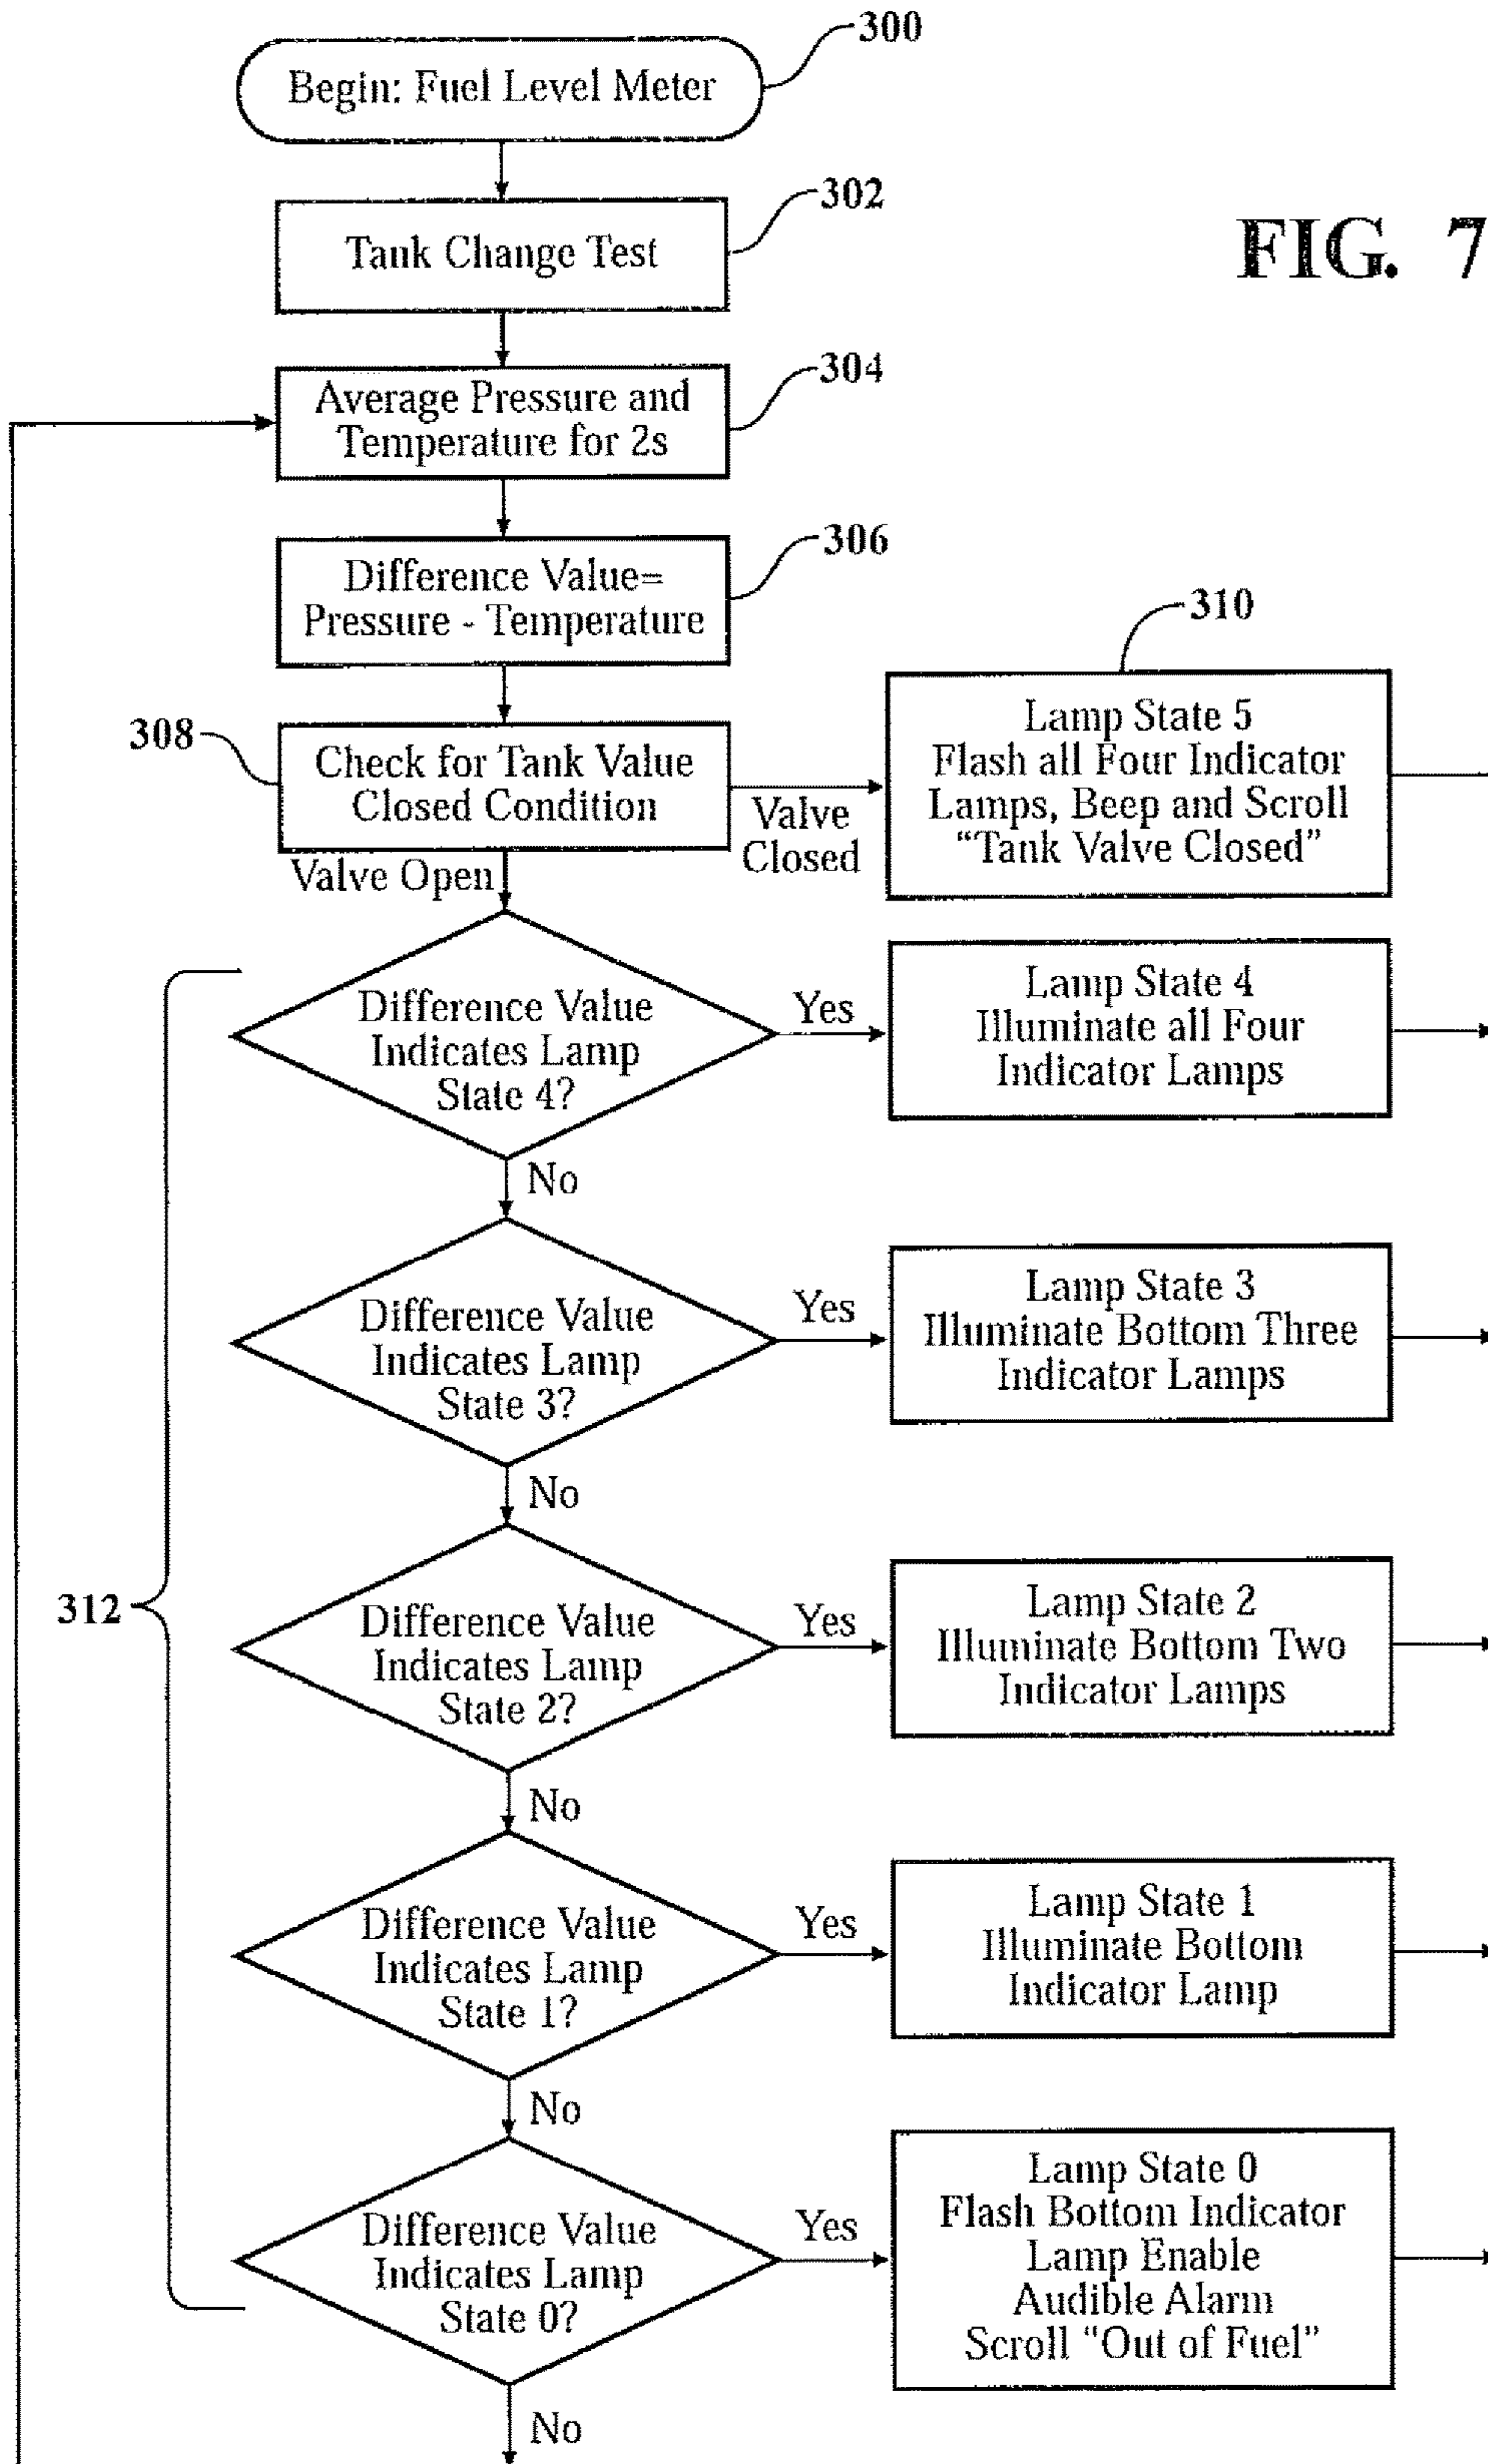 300
Begin: Fuel Level Meter
302
Tank Change Test
FIG. 7
304
Average Pressure and
Temperature for 2s
306
Difference Value=
Pressure - Temperature
308
Check for Tank Value
Closed Condition
Valve
Closed
Valve Open
310
Lamp State 5
Flash all Four Indicator
Lamps, Beep and Scroll
“Tank Valve Closed”
312
Difference Value
Indicates Lamp
State 4?
Yes
Lamp State 4
Illuminate all Four
Indicator Lamps
No
Difference Value
Indicates Lamp
State 3?
Yes
Lamp State 3
Illuminate Bottom Three
Indicator Lamps
No
Difference Value
Indicates Lamp
State 2?
Yes
Lamp State 2
Illuminate Bottom Two
Indicator Lamps
No
Difference Value
Indicates Lamp
State 1?
Yes
Lamp State 1
Illuminate Bottom
Indicator Lamp
No
Difference Value
Indicates Lamp
State 0?
Yes
Lamp State 0
Flash Bottom Indicator
Lamp Enable
Audible Alarm
Scroll "Out of Fuel"
No